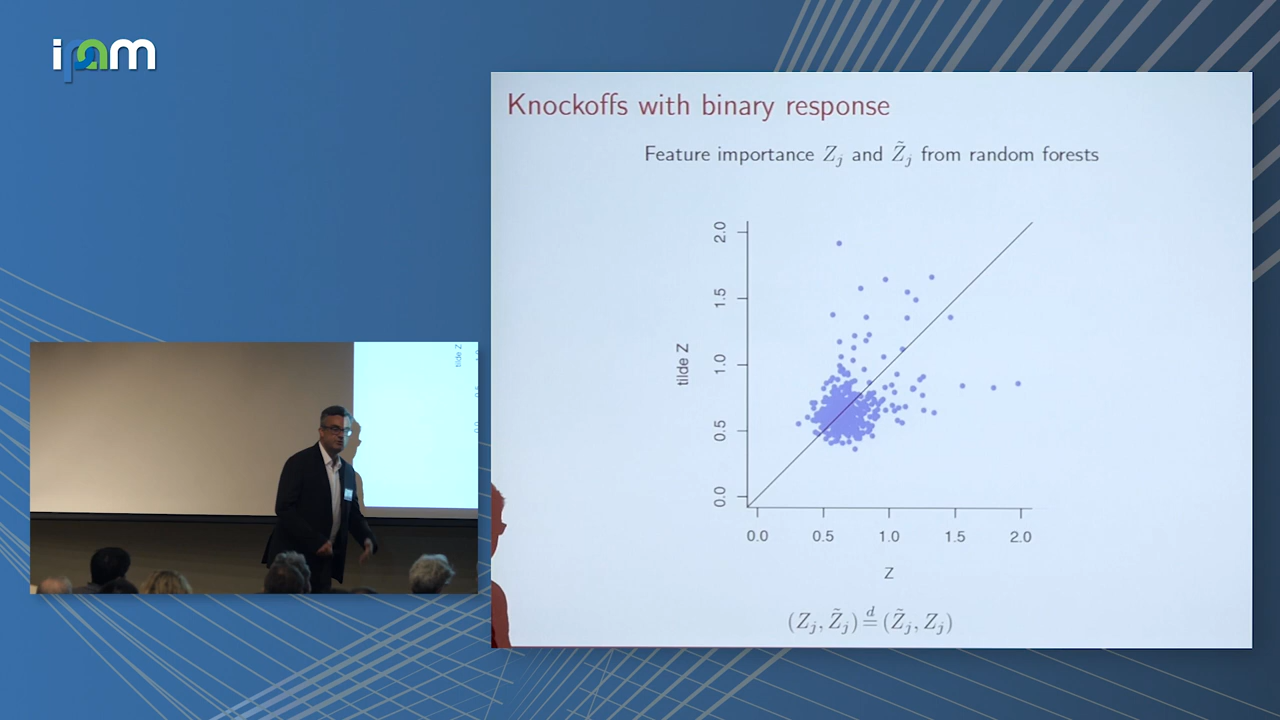 ipam
Knockoffs with binary response
Feature importance Z_j and Z̃_j from random forests
2.0
1.5
1.0
0.5
0.0
tilde Z
0.0 0.5 1.0 1.5 2.0
Z
(Z_j, Z̃_j) =^d (Z̃_j, Z_j)
tilde Z